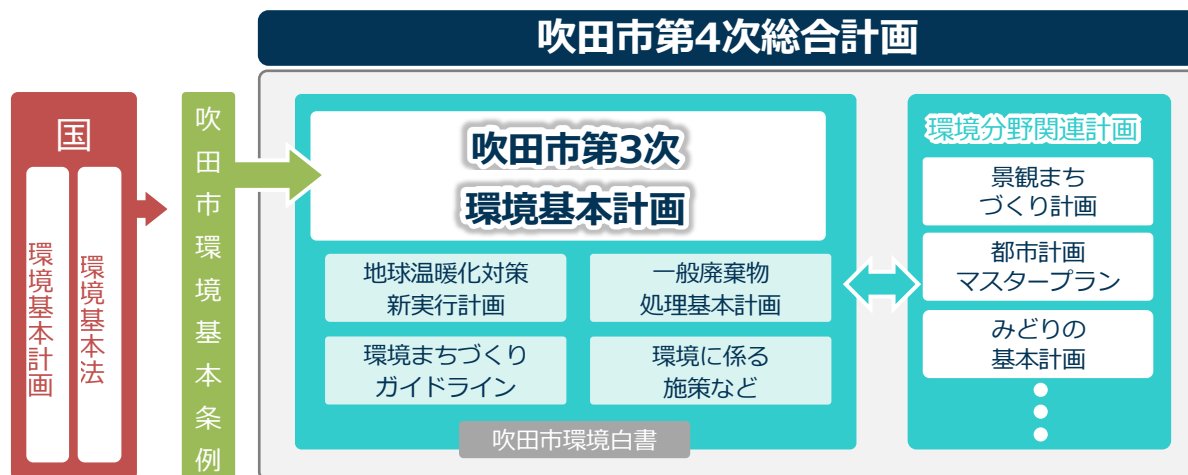 吹田市第4次総合計画
国
環境基本計画
環境基本法
吹田市環境基本条例
吹田市第3次
環境基本計画
地球温暖化対策
新実行計画
一般廃棄物
処理基本計画
環境まちづくり
ガイドライン
環境に係る
施策など
吹田市環境白書
環境分野関連計画
景観まち
づくり計画
都市計画
マスタープラン
みどりの
基本計画